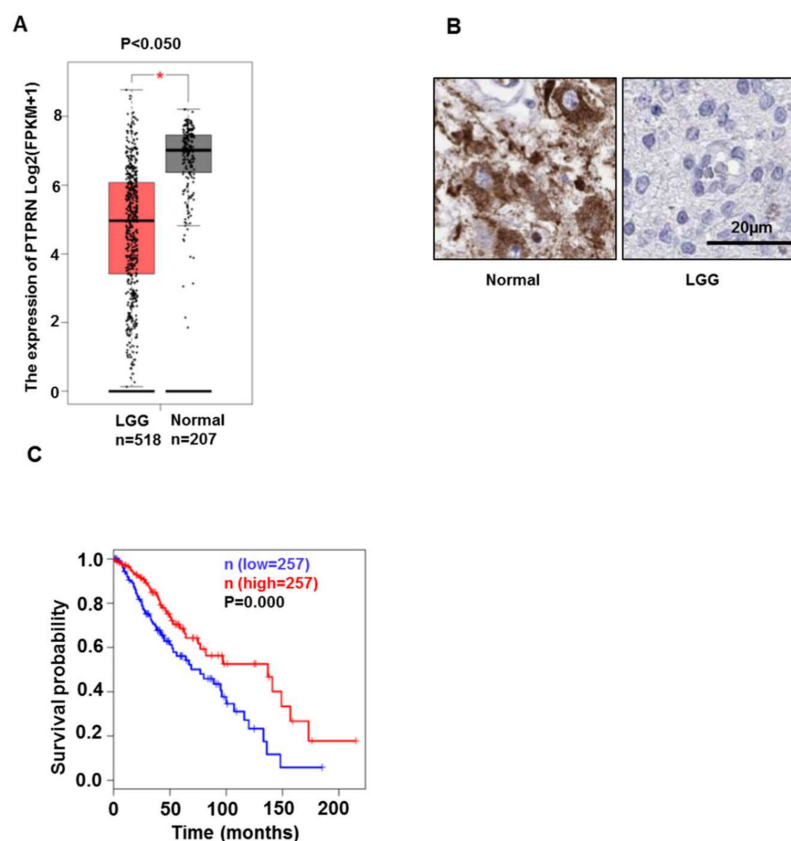 A
P<0.050
*
The expression of PTPRN Log2(FPKM+1)
8
6
4
2
0
LGG
n=518
Normal
n=207
B
20μm
Normal
LGG
C
n (low=257)
n (high=257)
P=0.000
Survival probability
1.0
0.8
0.6
0.4
0.2
0.0
0
50
100
150
200
Time (months)